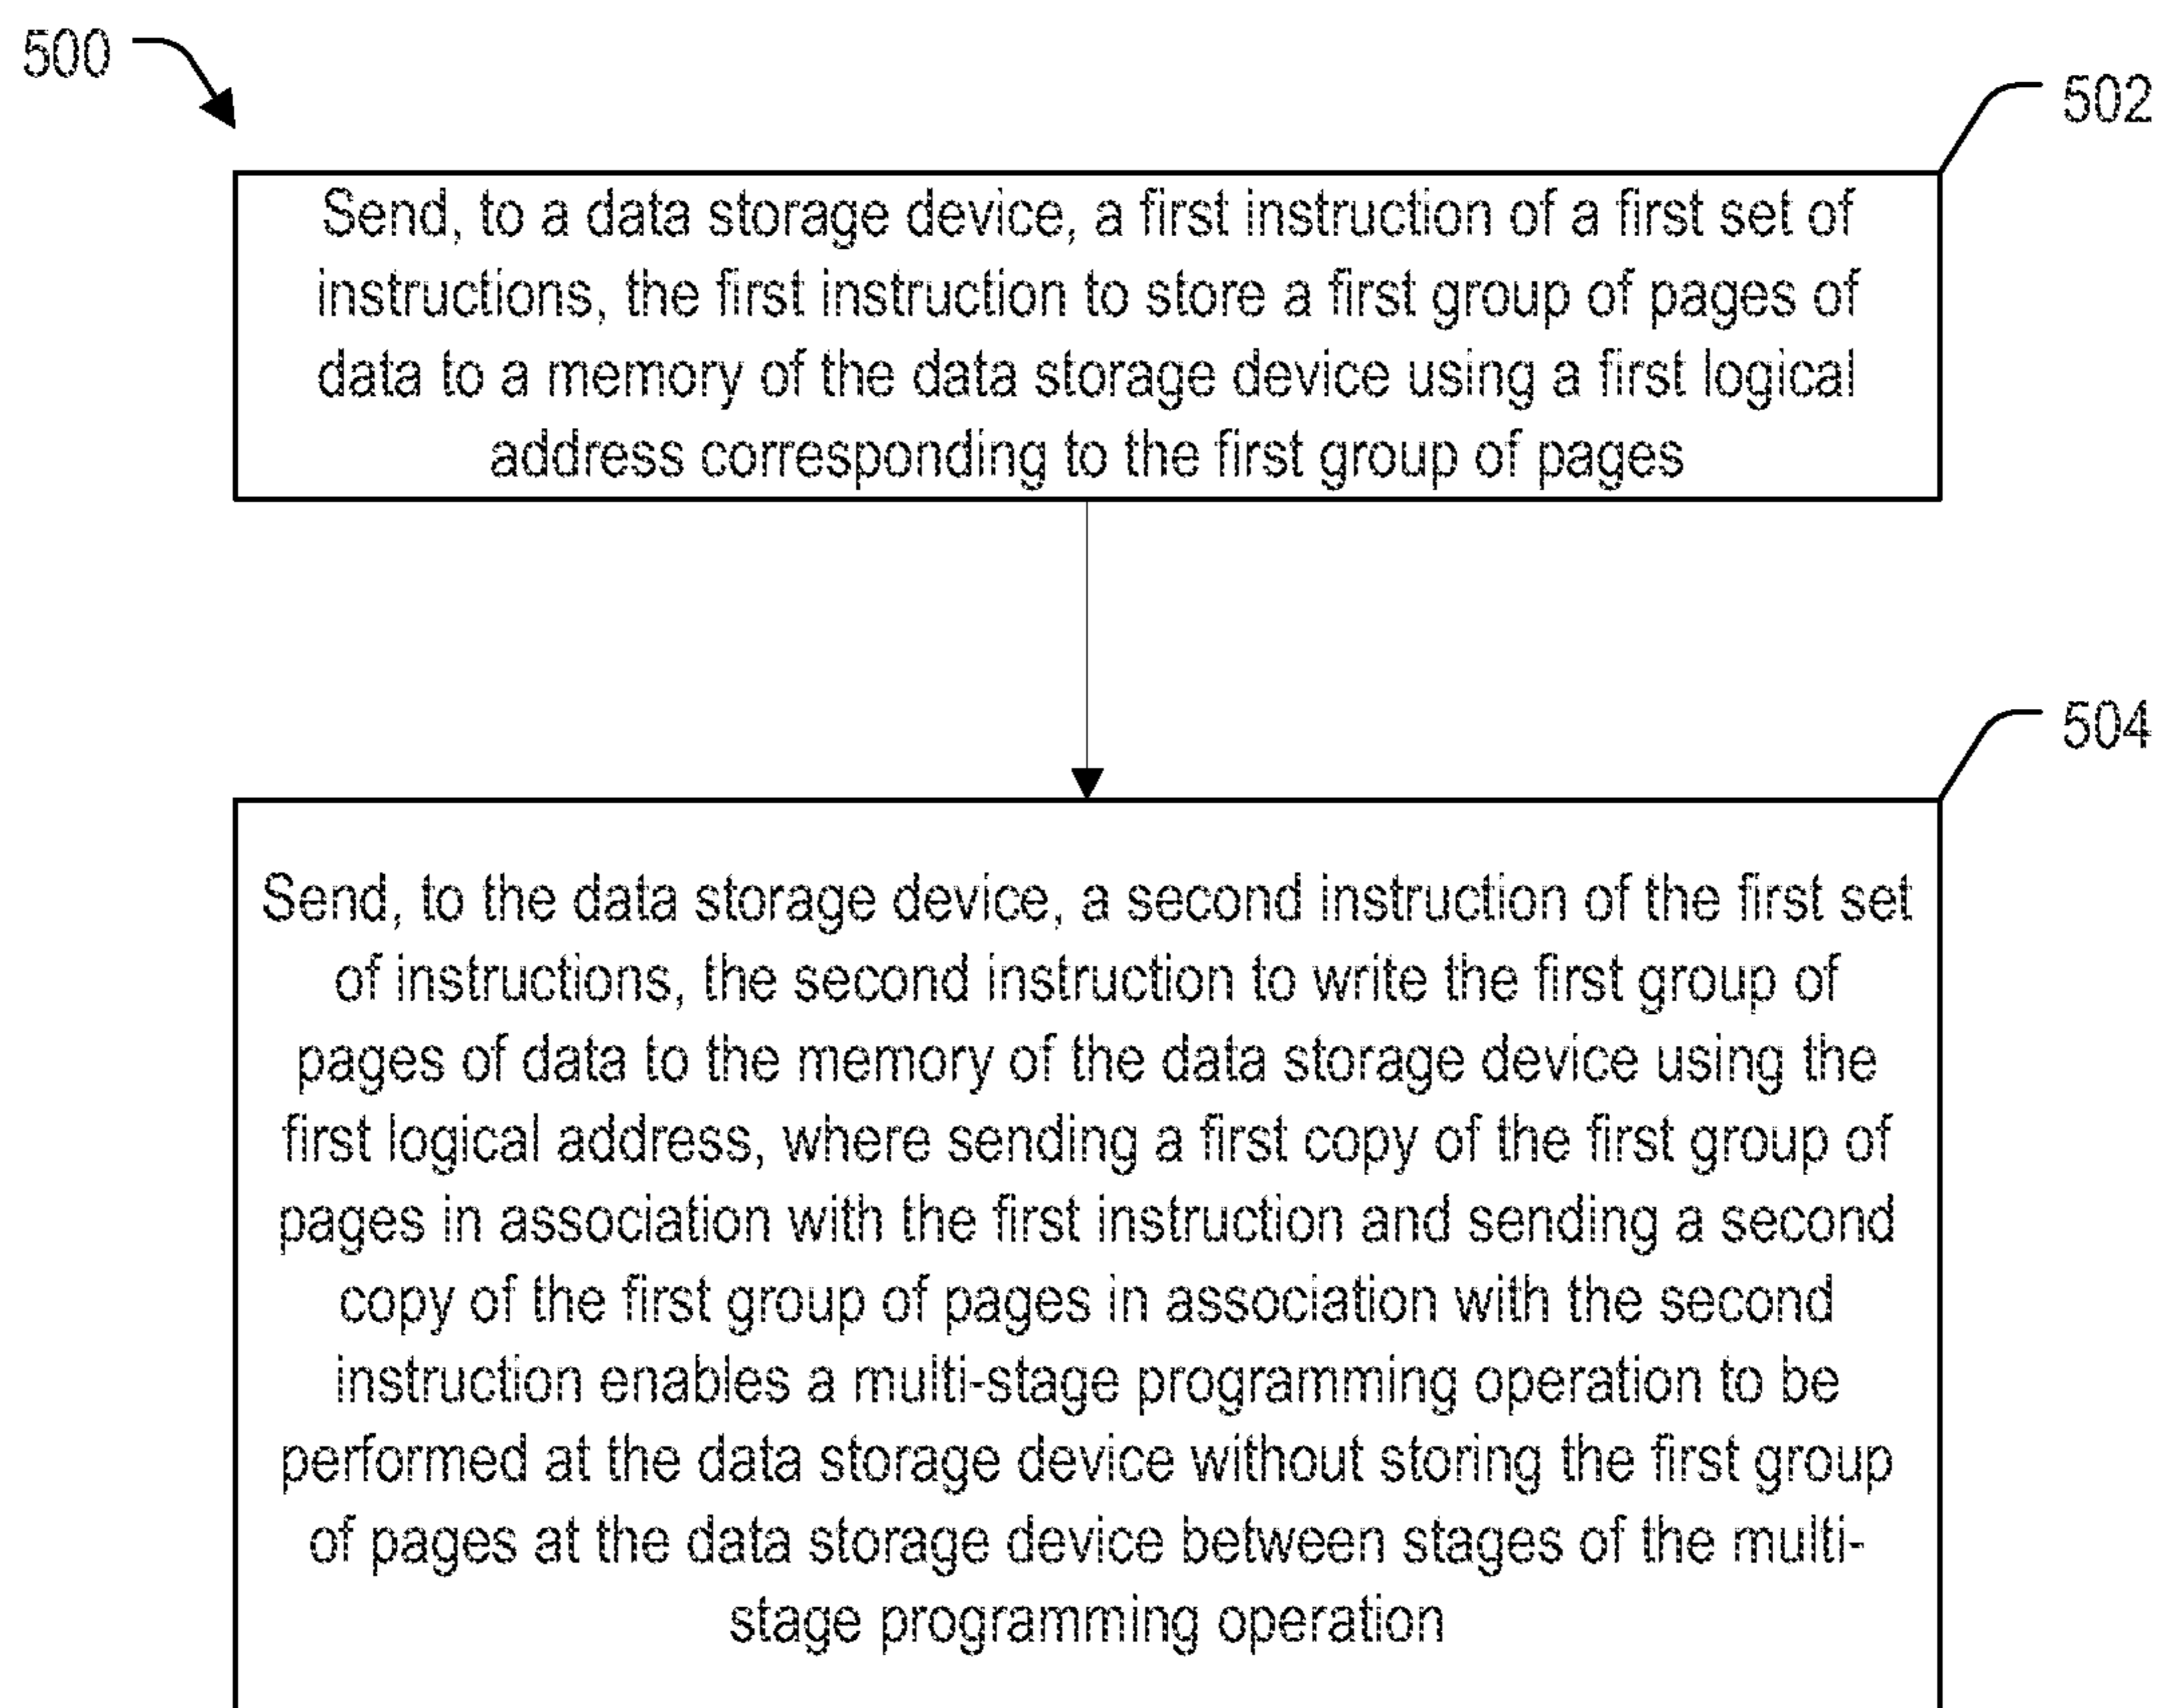 500
502
Send, to a data storage device, a first instruction of a first set of
instructions, the first instruction to store a first group of pages of
data to a memory of the data storage device using a first logical
address corresponding to the first group of pages
504
Send, to the data storage device, a second instruction of the first set
of instructions, the second instruction to write the first group of
pages of data to the memory of the data storage device using the
first logical address, where sending a first copy of the first group of
pages in association with the first instruction and sending a second
copy of the first group of pages in association with the second
instruction enables a multi-stage programming operation to be
performed at the data storage device without storing the first group
of pages at the data storage device between stages of the multi-
stage programming operation